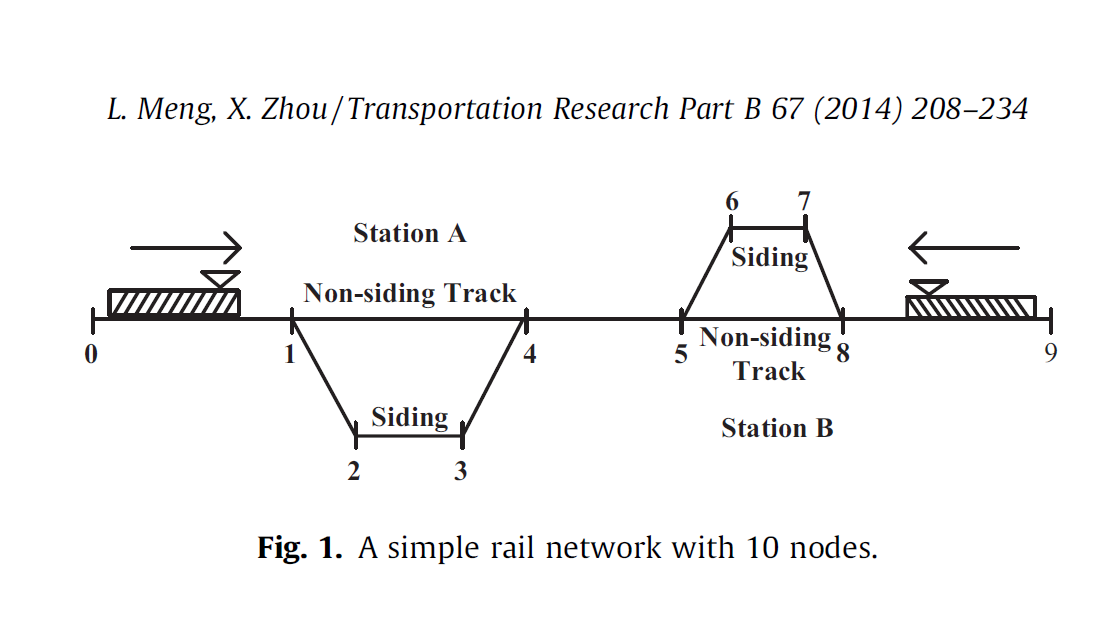 L. Meng, X. Zhou / Transportation Research Part B 67 (2014) 208–234
6 7
Station A
Siding
Non-siding Track
0 1 4 5 Non-siding 8 9
Track
Siding
Station B
2 3
Fig. 1. A simple rail network with 10 nodes.